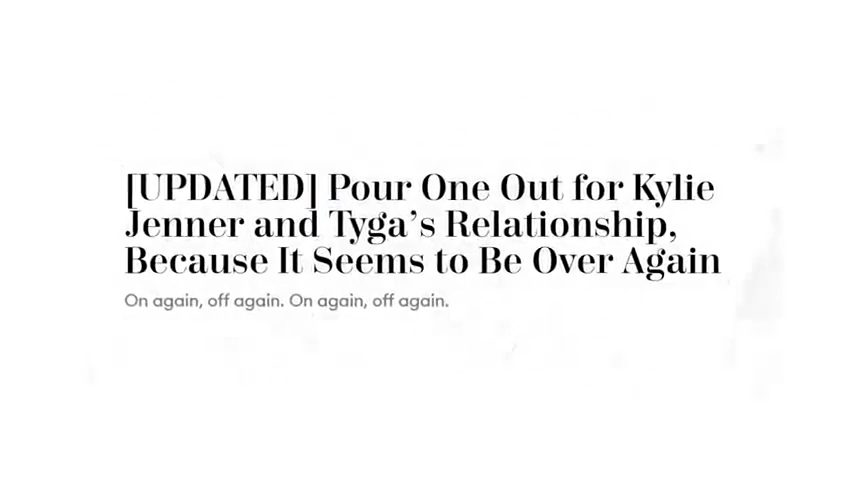 [UPDATED] Pour One Out for Kylie
Jenner and Tyga’s Relationship,
Because It Seems to Be Over Again
On again, off again. On again, off again.